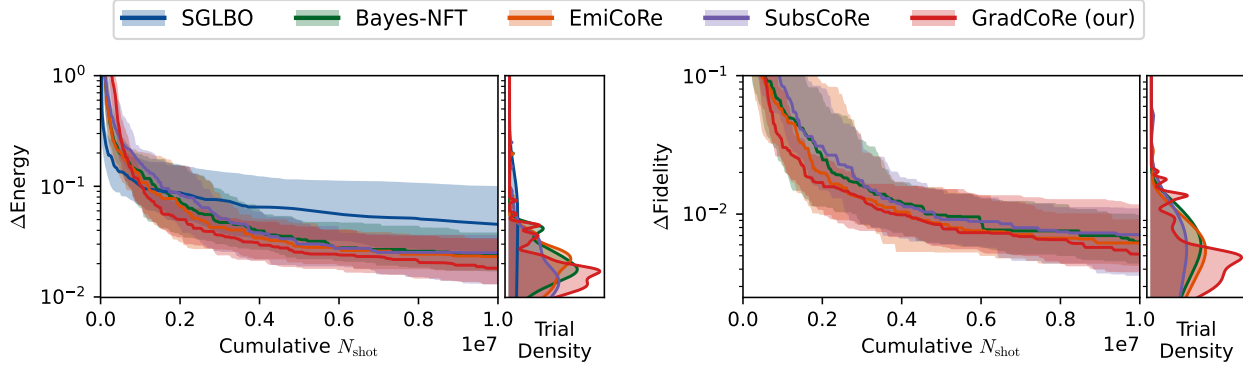 SGLBO Bayes-NFT EmiCoRe SubsCoRe GradCoRe (our)
ΔEnergy
10⁰
10⁻¹
10⁻²
0.0 0.2 0.4 0.6 0.8 1.0
1e7
Cumulative N_shot
Trial
Density
ΔFidelity
10⁻¹
10⁻²
0.0 0.2 0.4 0.6 0.8 1.0
1e7
Cumulative N_shot
Trial
Density